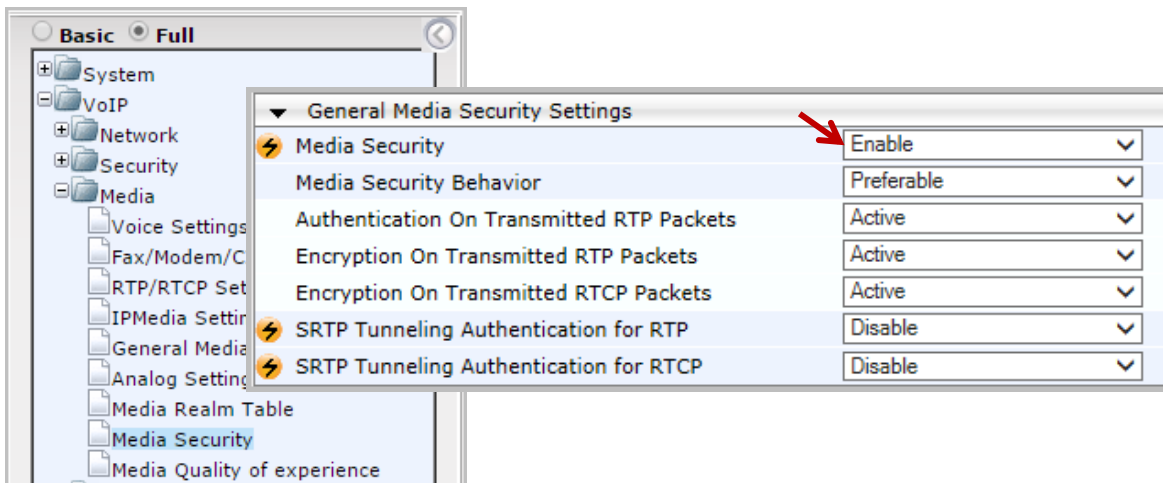 Basic Full
System
VoIP
Network
Security
Media
Voice Settings
Fax/Modem/C
RTP/RTCP Set
IPMedia Settin
General Media
Analog Setting
Media Realm Table
Media Security
Media Quality of experience
General Media Security Settings
Media Security Enable
Media Security Behavior Preferable
Authentication On Transmitted RTP Packets Active
Encryption On Transmitted RTP Packets Active
Encryption On Transmitted RTCP Packets Active
SRTP Tunneling Authentication for RTP Disable
SRTP Tunneling Authentication for RTCP Disable